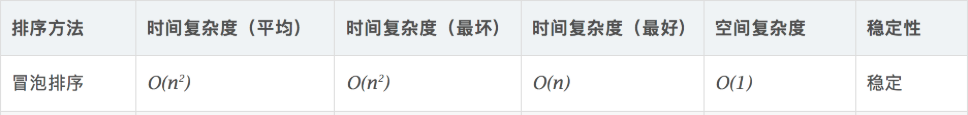 排序方法 时间复杂度（平均） 时间复杂度（最坏） 时间复杂度（最好） 空间复杂度 稳定性
冒泡排序 O(n²) O(n²) O(n) O(1) 稳定